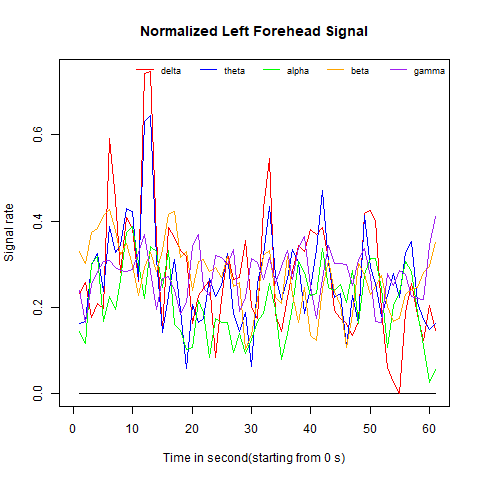 Normalized Left Forehead Signal
delta theta alpha beta gamma
Signal rate
0.6
0.4
0.2
0.0
0 10 20 30 40 50 60
Time in second(starting from 0 s)